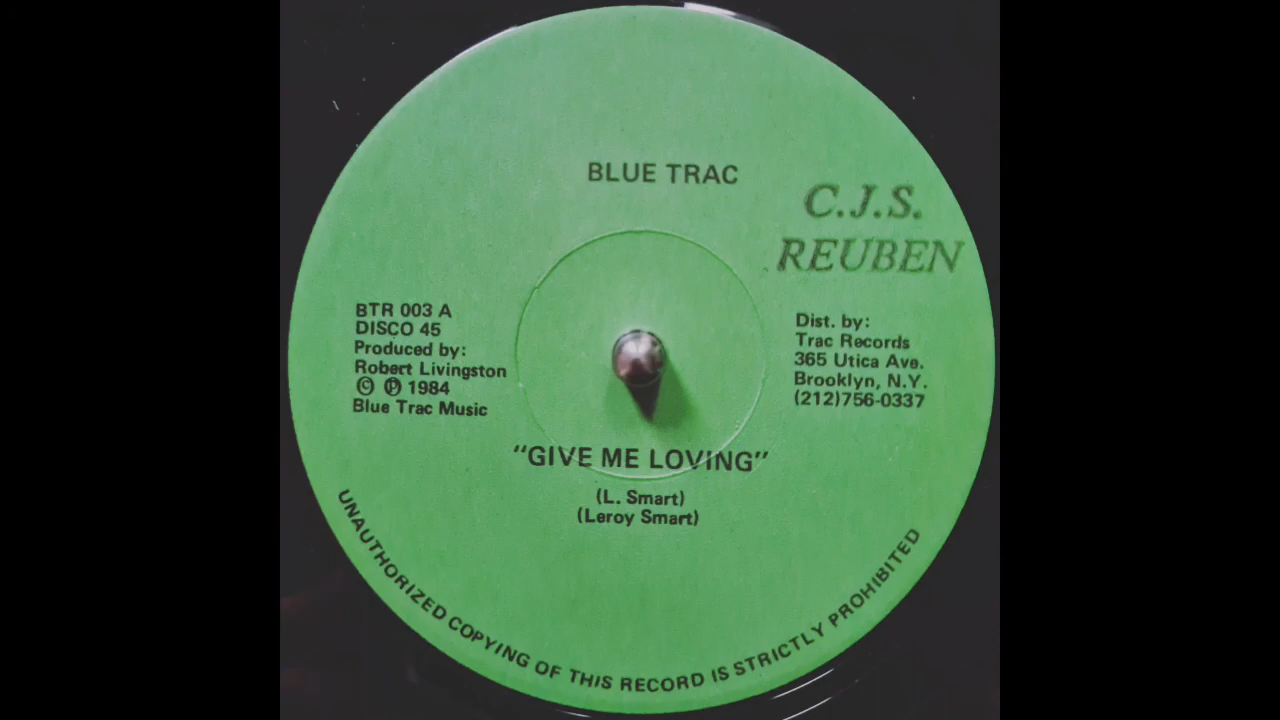 BLUE TRAC
C.J.S.
REUBEN
BTR 003 A
DISCO 45
Produced by:
Robert Livingston
© ℗ 1984
Blue Trac Music
Dist. by:
Trac Records
365 Utica Ave.
Brooklyn, N.Y.
(212)756-0337
"GIVE ME LOVING"
(L. Smart)
(Leroy Smart)
UNAUTHORIZED COPYING OF THIS RECORD IS STRICTLY PROHIBITED